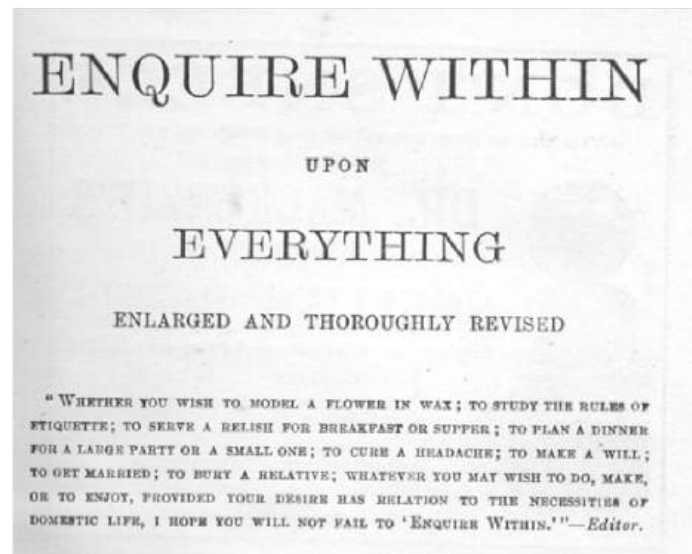 ENQUIRE WITHIN
UPON
EVERYTHING
ENLARGED AND THOROUGHLY REVISED
" WHETHER YOU WISH TO MODEL A FLOWER IN WAX; TO STUDY THE RULES OF
ETIQUETTE; TO SERVE A RELISH FOR BREAKFAST OR SUPPER; TO PLAN A DINNER
FOR A LARGE PARTY OR A SMALL ONE; TO CURE A HEADACHE; TO MAKE A WILL;
TO GET MARRIED; TO BURY A RELATIVE; WHATEVER YOU MAY WISH TO DO, MAKE,
OR TO ENJOY, PROVIDED YOUR DESIRE HAS RELATION TO THE NECESSITIES OF
DOMESTIC LIFE, I HOPE YOU WILL NOT FAIL TO 'ENQUIRE WITHIN.'"—Editor.